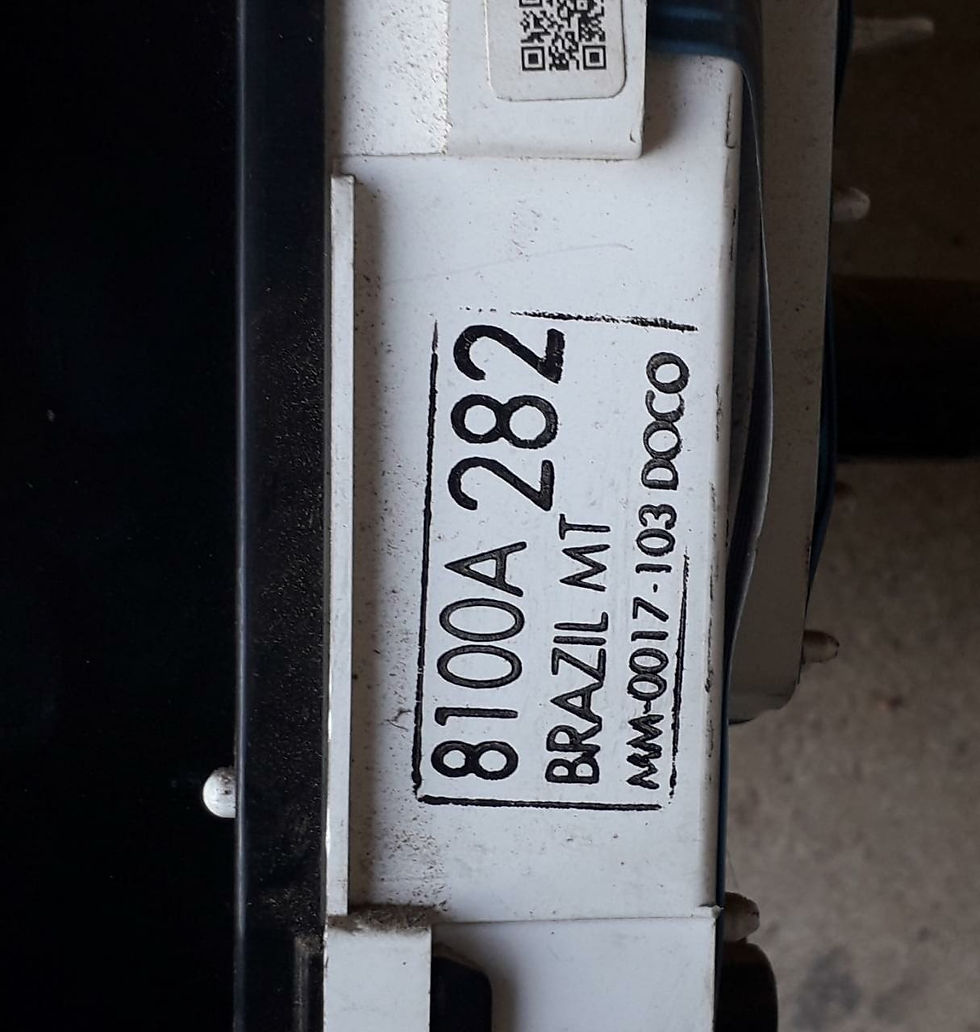 8100A 282
BRAZIL MT
MM-0017-103 DOCO